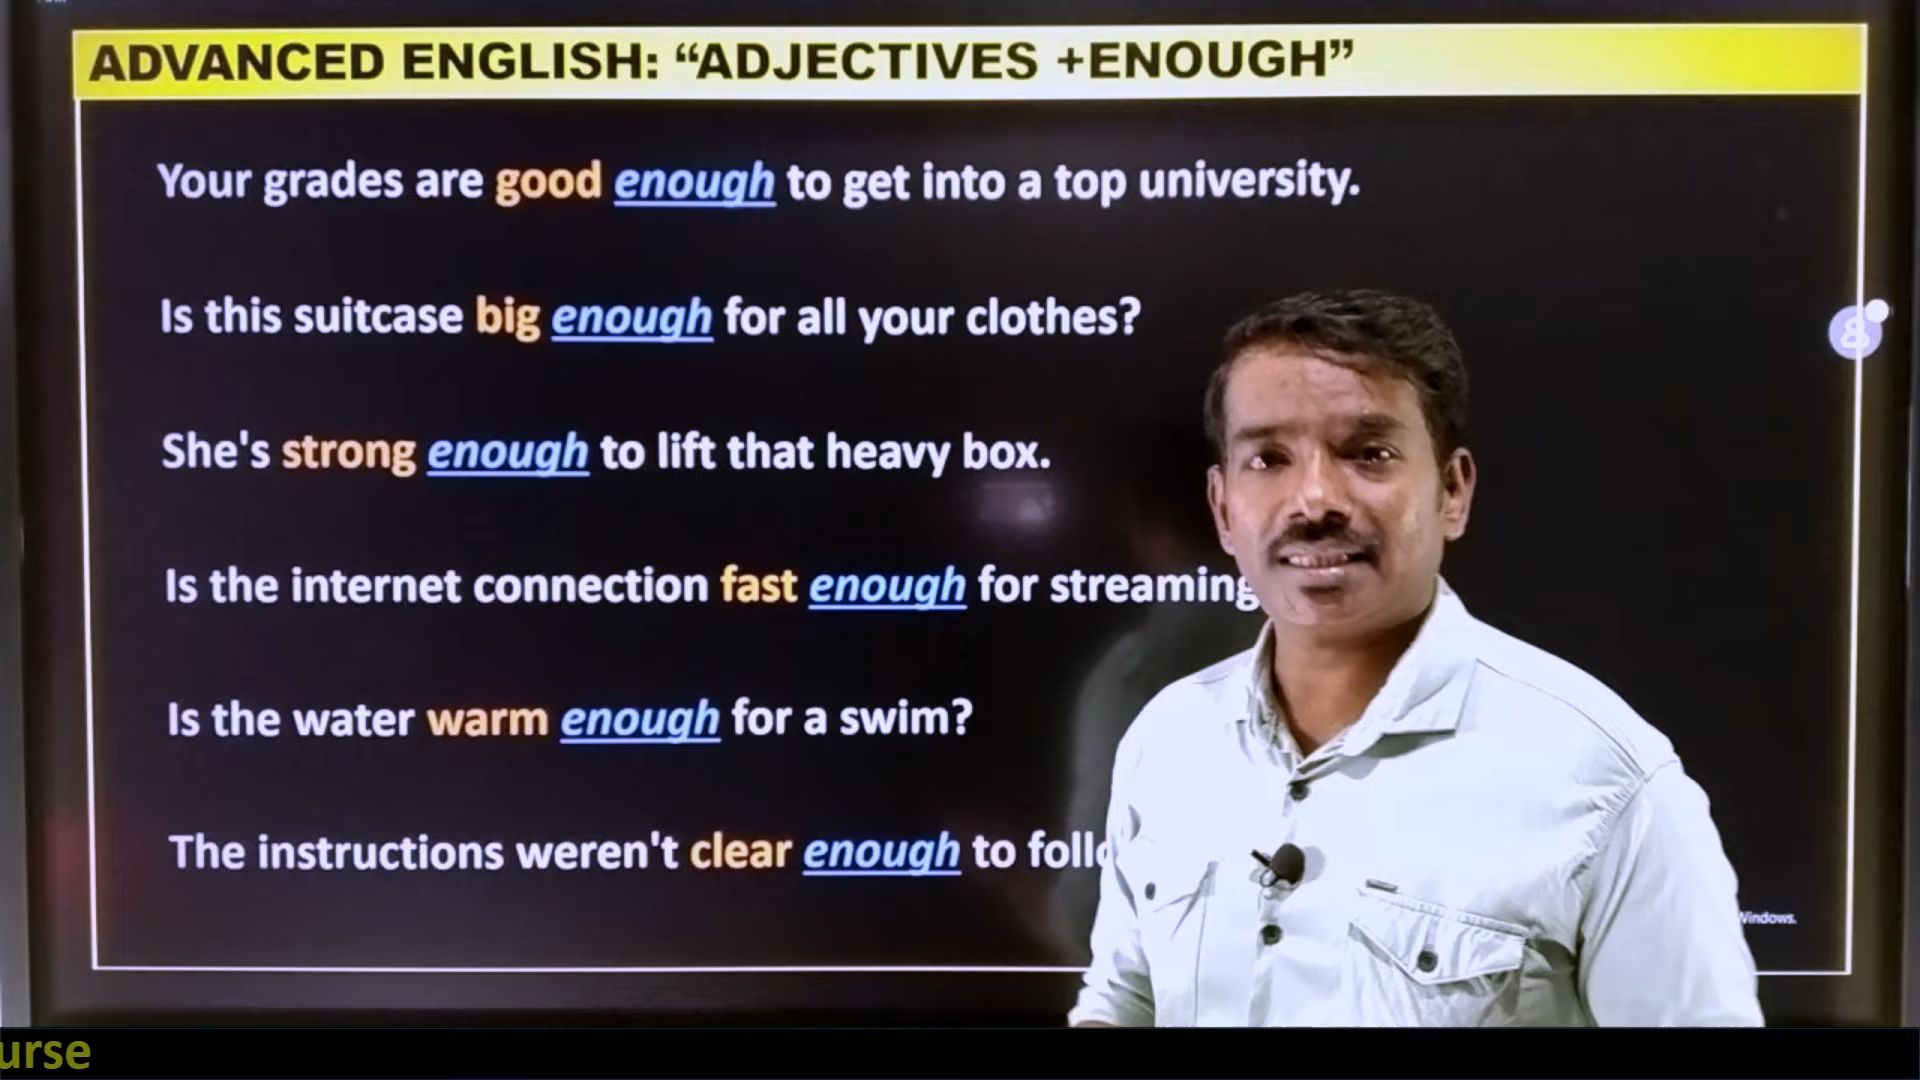 ADVANCED ENGLISH: “ADJECTIVES +ENOUGH”
Your grades are good enough to get into a top university.
Is this suitcase big enough for all your clothes?
She's strong enough to lift that heavy box.
Is the internet connection fast enough for streaming
Is the water warm enough for a swim?
The instructions weren't clear enough to
Windows.
urse